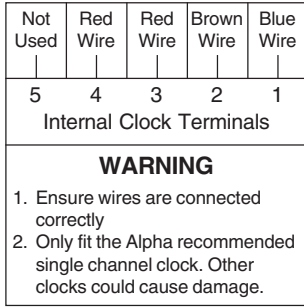 Not Red Red Brown Blue
Used Wire Wire Wire Wire
5 4 3 2 1
Internal Clock Terminals
WARNING
1. Ensure wires are connected
correctly
2. Only fit the Alpha recommended
single channel clock. Other
clocks could cause damage.